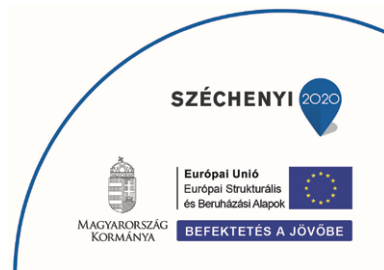 SZÉCHENYI 2020
Európai Unió
Európai Strukturális
és Beruházási Alapok
MAGYARORSZÁG
KORMÁNYA
BEFEKTETÉS A JÖVŐBE